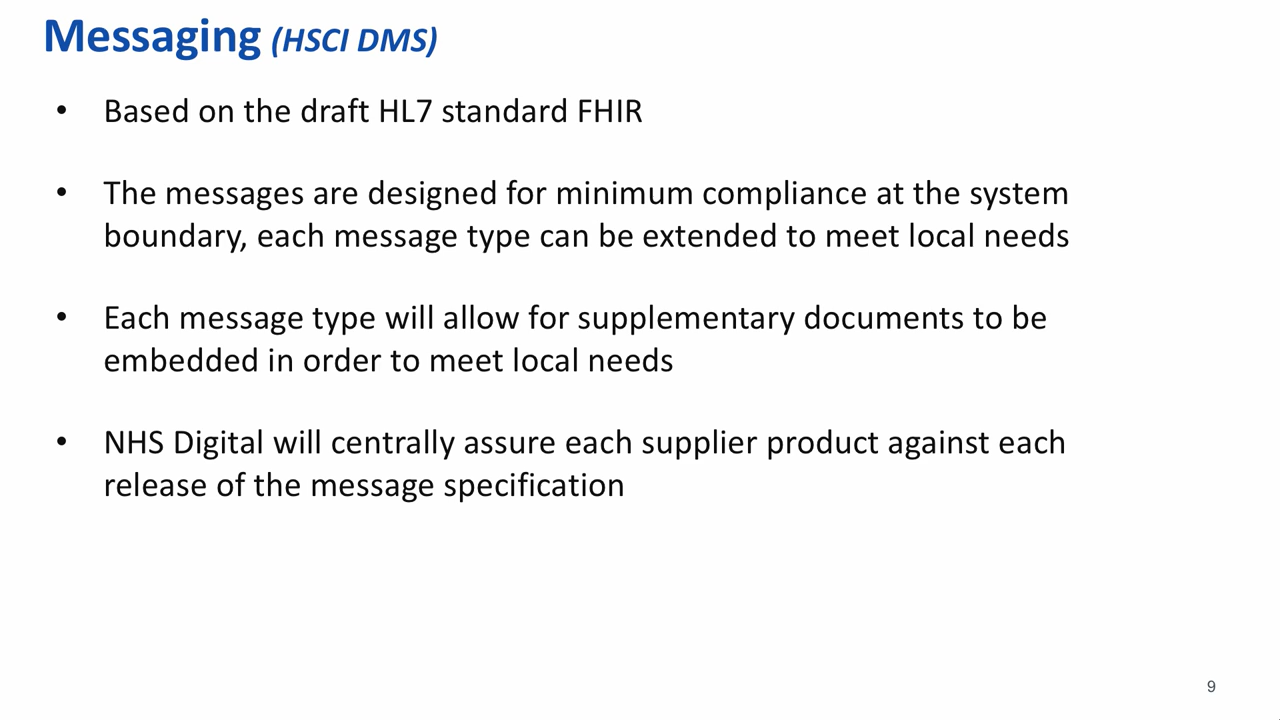 Messaging (HSCI DMS)
• Based on the draft HL7 standard FHIR
• The messages are designed for minimum compliance at the system
boundary, each message type can be extended to meet local needs
• Each message type will allow for supplementary documents to be
embedded in order to meet local needs
• NHS Digital will centrally assure each supplier product against each
release of the message specification
9